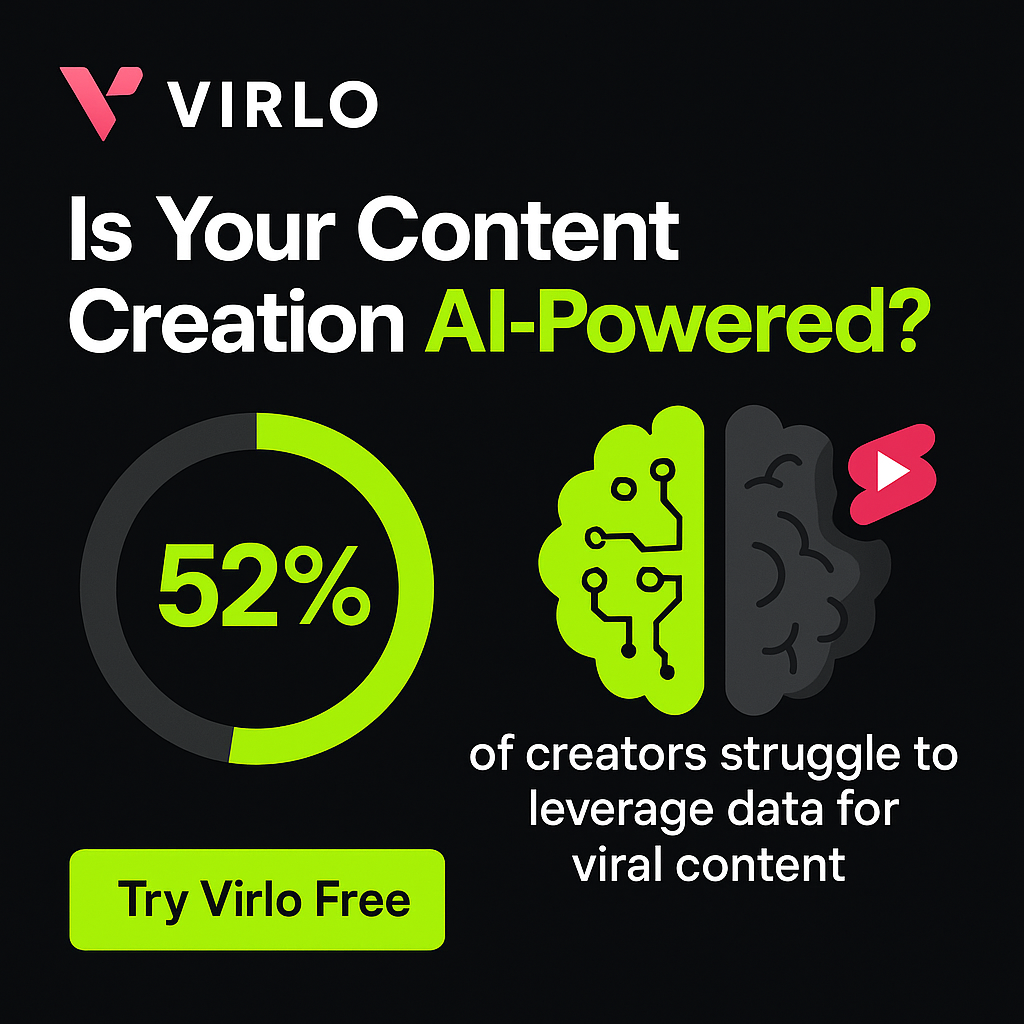 VIRLO
Is Your Content
Creation AI-Powered?
52%
of creators struggle to
leverage data for
viral content
Try Virlo Free